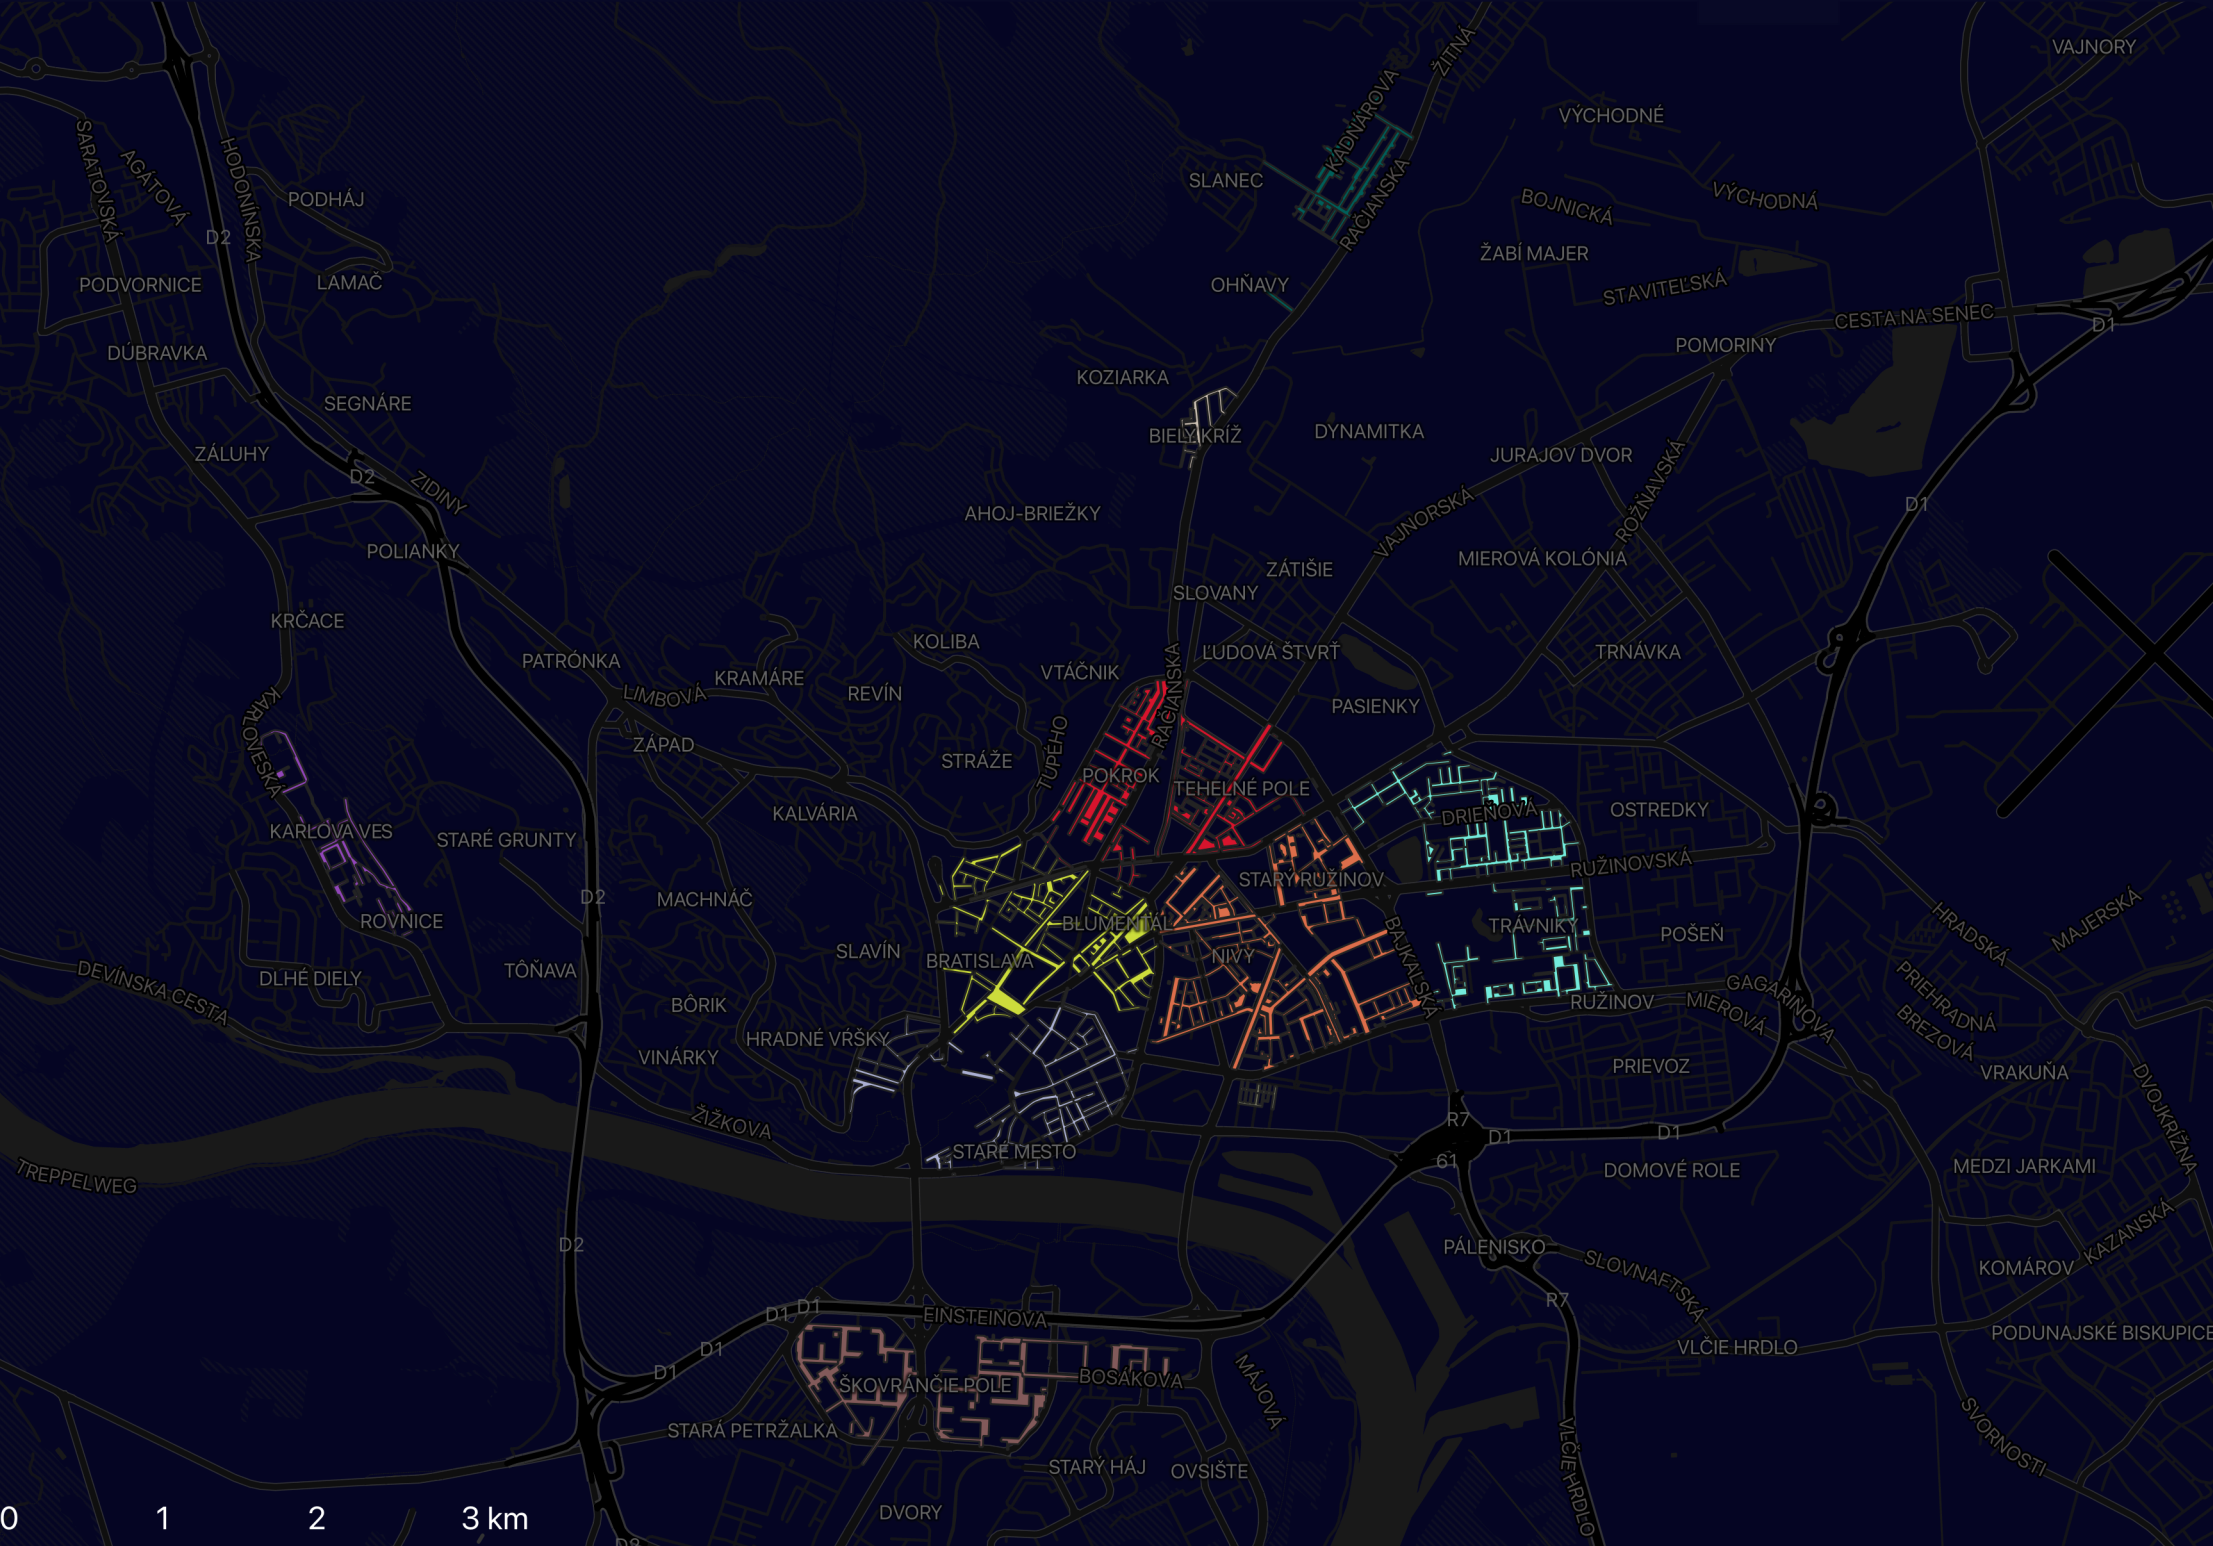 VAJNORY
ŽITNÁ
KADNÁROVA
VÝCHODNÉ
SARATOVSKÁ
AGÁTOVÁ
HODONÍNSKA
PODHÁJ
SLANEC
RAČIANSKA
BOJNICKÁ
VÝCHODNÁ
D2
ŽABÍ MAJER
PODVORNICE
LAMAČ
OHŇAVY
STAVITEĽSKÁ
CESTA NA SENEC
D1
DÚBRAVKA
POMORINY
KOZIARKA
SEGNÁRE
BIELY KRÍŽ
DYNAMITKA
ZÁLUHY
JURAJOV DVOR
D2
ZIDINY
ROŽŇAVSKÁ
D1
AHOJ-BRIEŽKY
VAJNORSKÁ
POLIANKY
MIEROVÁ KOLÓNIA
ZÁTIŠIE
SLOVANY
KRČACE
KOLIBA
ĽUDOVÁ ŠTVRŤ
TRNÁVKA
PATRÓNKA
VTÁČNIK
KRAMÁRE
LIMBOVÁ
REVÍN
RAČIANSKA
PASIENKY
KARLOVESKÁ
ZÁPAD
TUPÉHO
STRÁŽE
POKROK
TEHELNÉ POLE
KALVÁRIA
DRIEŇOVÁ
OSTREDKY
KARLOVA VES
STARÉ GRUNTY
RUŽINOVSKÁ
STARÝ RUŽINOV
D2
MACHNÁČ
ROVNICE
BLUMENTÁL
TRÁVNIKY
POŠEŇ
HRADSKÁ
MAJERSKÁ
SLAVÍN
BRATISLAVA
NIVY
BAJKALSKÁ
TÔŇAVA
DLHÉ DIELY
DEVÍNSKA CESTA
BÔRIK
RUŽINOV
GAGARINOVA
MIEROVÁ
PRIEHRADNÁ
BREZOVÁ
HRADNÉ VŔŠKY
VINÁRKY
PRIEVOZ
VRAKUŇA
ŽIŽKOVA
R7
D1
D1
DVOJKRÍŽNA
STARÉ MESTO
61
DOMOVÉ ROLE
MEDZI JARKAMI
TREPPELWEG
D2
PÁLENISKO
SLOVNAFTSKÁ
KAZANSKÁ
KOMÁROV
R7
D1
D1
EINSTEINOVA
PODUNAJSKÉ BISKUPICE
D1
VLČIE HRDLO
D1
ŠKOVRANČIE POLE
BOSÁKOVA
MÁJOVÁ
STARÁ PETRŽALKA
SVORNOSTI
STARÝ HÁJ
OVSIŠTE
VLČIE HRDLO
DVORY
0 1 2 3 km